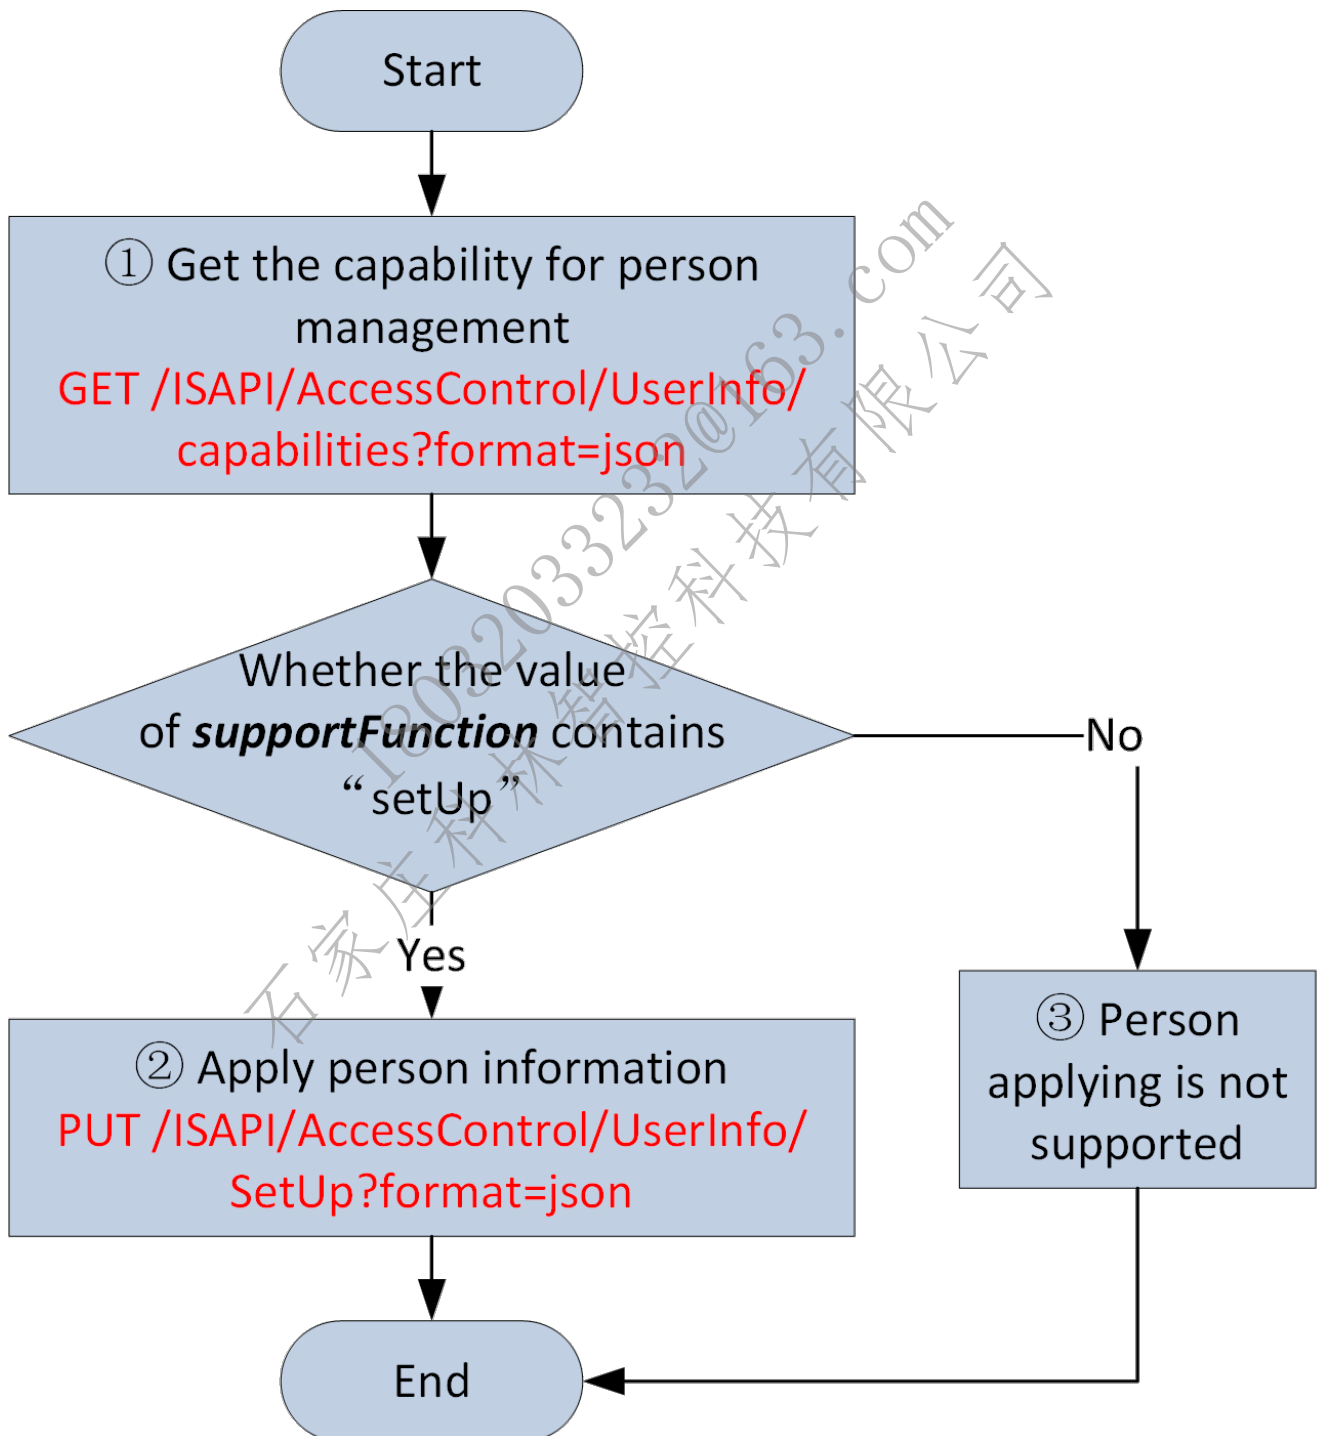 Start
① Get the capability for person
management
GET /ISAPI/AccessControl/UserInfo/
capabilities?format=json
Whether the value
of supportFunction contains
“setUp”
No
Yes
② Apply person information
PUT /ISAPI/AccessControl/UserInfo/
SetUp?format=json
③ Person
applying is not
supported
End
18032033232@163.com
石家庄科林智控科技有限公司